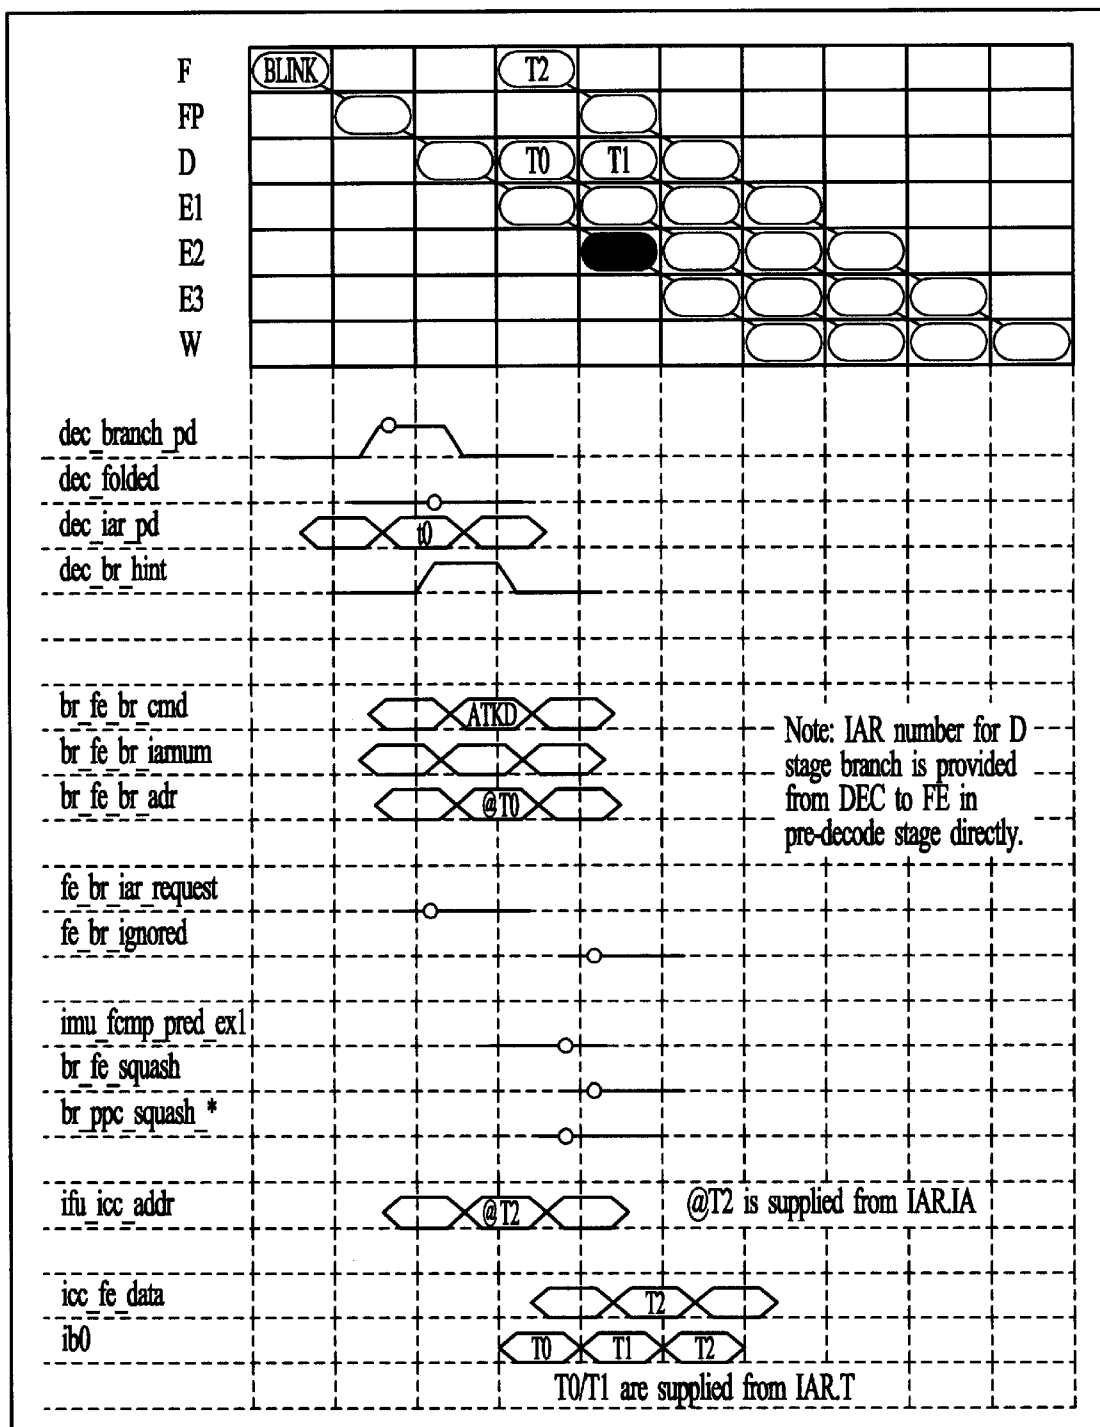 F BLINK T2
FP
D T0 T1
E1
E2
E3
W
dec_branch_pd
dec_folded
dec_iar_pd t0
dec_br_hint
br_fe_br_cmd ATKD
br_fe_br_iarnum
br_fe_br_adr @T0
Note: IAR number for D
stage branch is provided
from DEC to FE in
pre-decode stage directly.
fe_br_iar_request
fe_br_ignored
imu_fcmp_pred_ex1
br_fe_squash
br_ppc_squash_*
ifu_icc_addr @T2 @T2 is supplied from IAR.IA
icc_fe_data T2
ib0 T0 T1 T2
T0/T1 are supplied from IAR.T